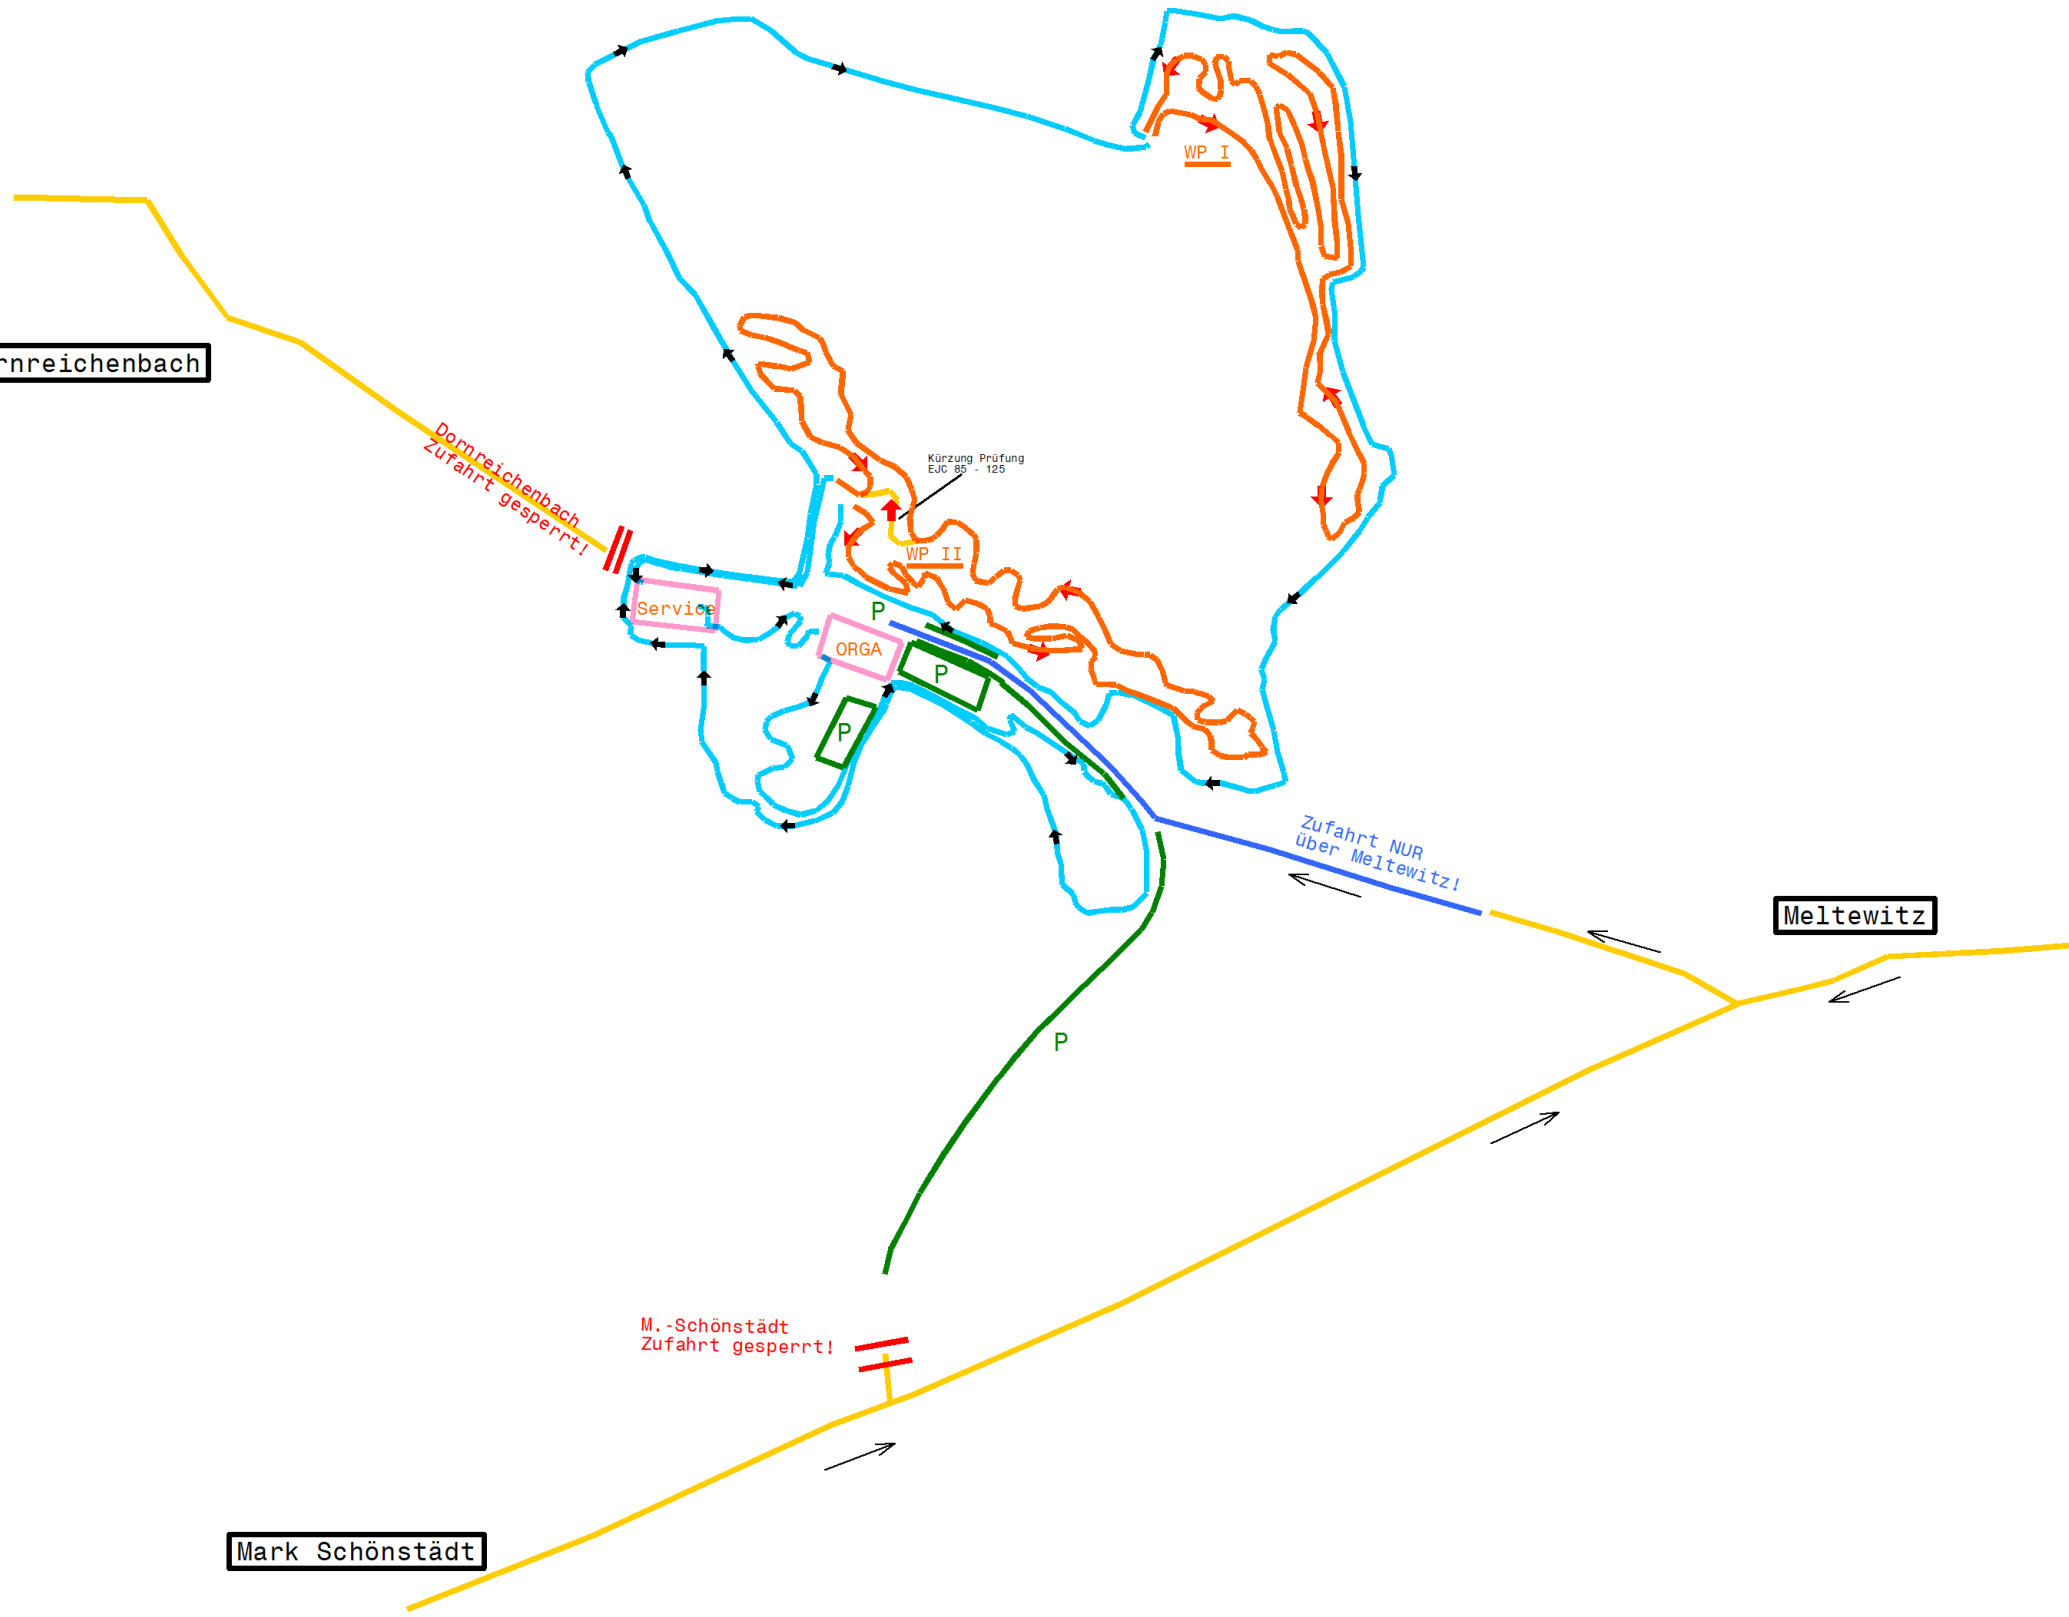 WP I
rnreichenbach
Dornreichenbach
Zufahrt gesperrt!
Kürzung Prüfung
EJC 85 - 125
WP II
Service
P
ORGA
P
P
Zufahrt NUR
über Meltewitz!
Meltewitz
P
M.-Schönstädt
Zufahrt gesperrt!
Mark Schönstädt